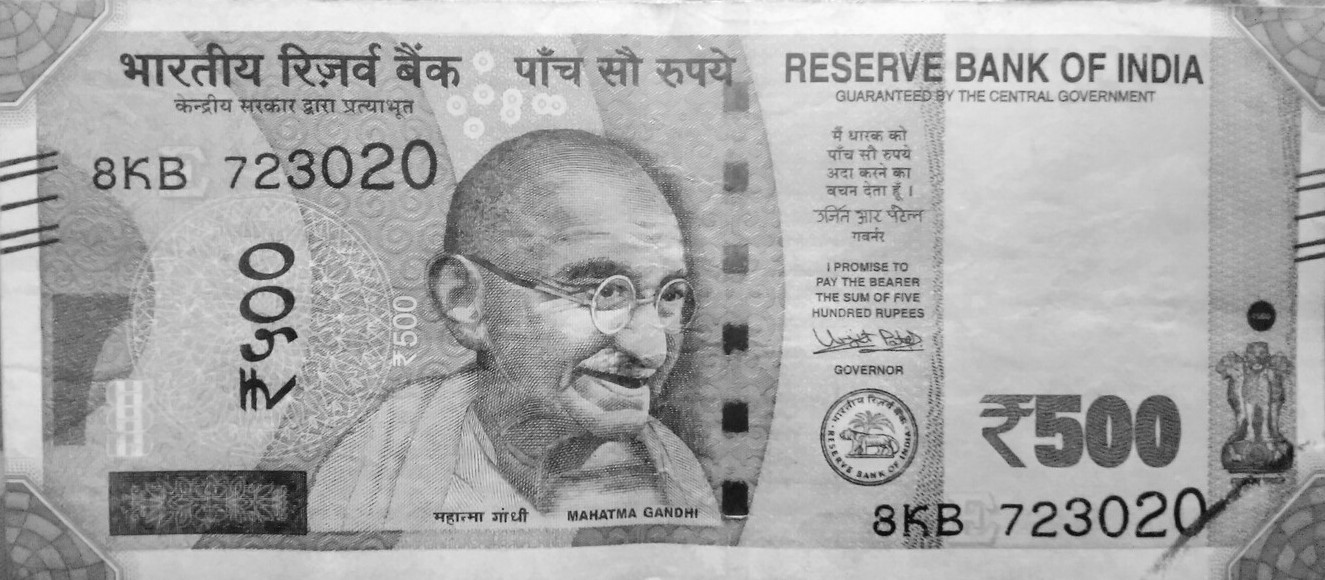 भारतीय रिज़र्व बैंक
केन्द्रीय सरकार द्वारा प्रत्याभूत
पाँच सौ रुपये
RESERVE BANK OF INDIA
GUARANTEED BY THE CENTRAL GOVERNMENT
8KB 723020
₹५००
₹500
मैं धारक को
पाँच सौ रुपये
अदा करने का
वचन देता हूँ।
उर्जित आर पटेल
गवर्नर
I PROMISE TO
PAY THE BEARER
THE SUM OF FIVE
HUNDRED RUPEES
Urjit Patel
GOVERNOR
भारतीय रिज़र्व बैंक
RESERVE BANK OF INDIA
₹500
महात्मा गांधी MAHATMA GANDHI
8KB 723020